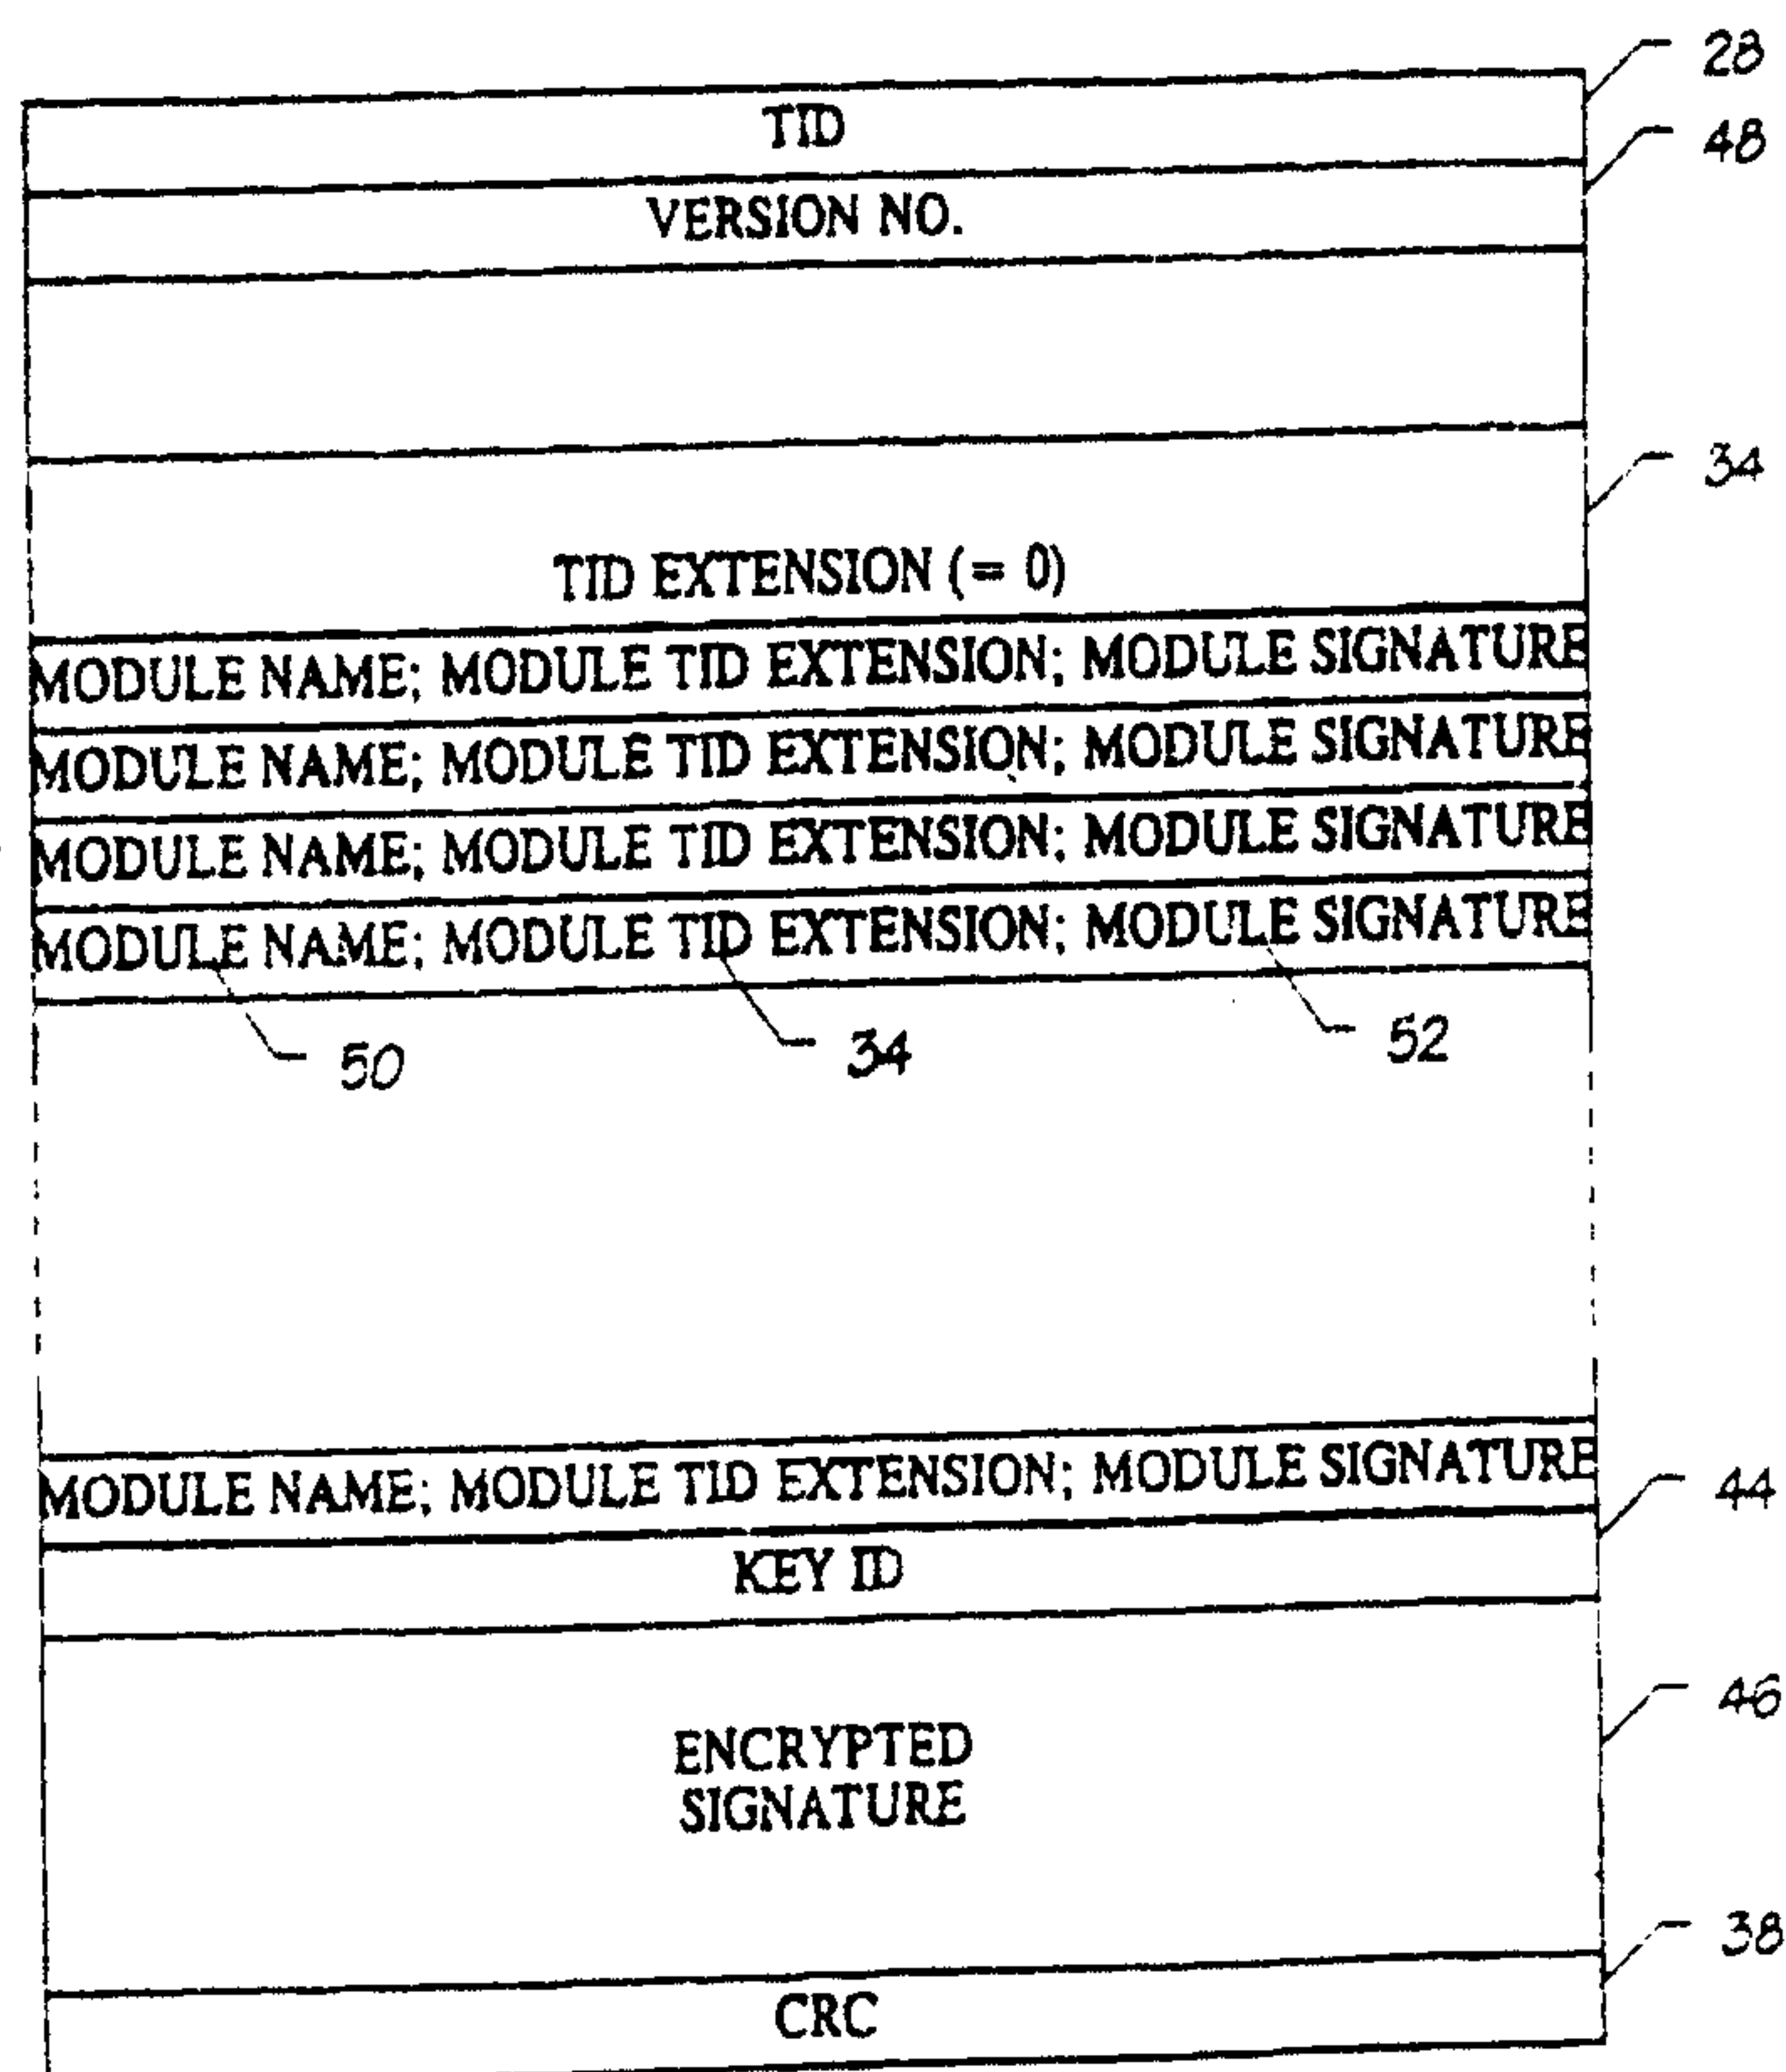 28
TID
48
VERSION NO.
34
TID EXTENSION (= 0)
MODULE NAME; MODULE TID EXTENSION; MODULE SIGNATURE
MODULE NAME; MODULE TID EXTENSION; MODULE SIGNATURE
MODULE NAME; MODULE TID EXTENSION; MODULE SIGNATURE
MODULE NAME; MODULE TID EXTENSION; MODULE SIGNATURE
50 34 52
MODULE NAME; MODULE TID EXTENSION; MODULE SIGNATURE
44
KEY ID
46
ENCRYPTED
SIGNATURE
38
CRC